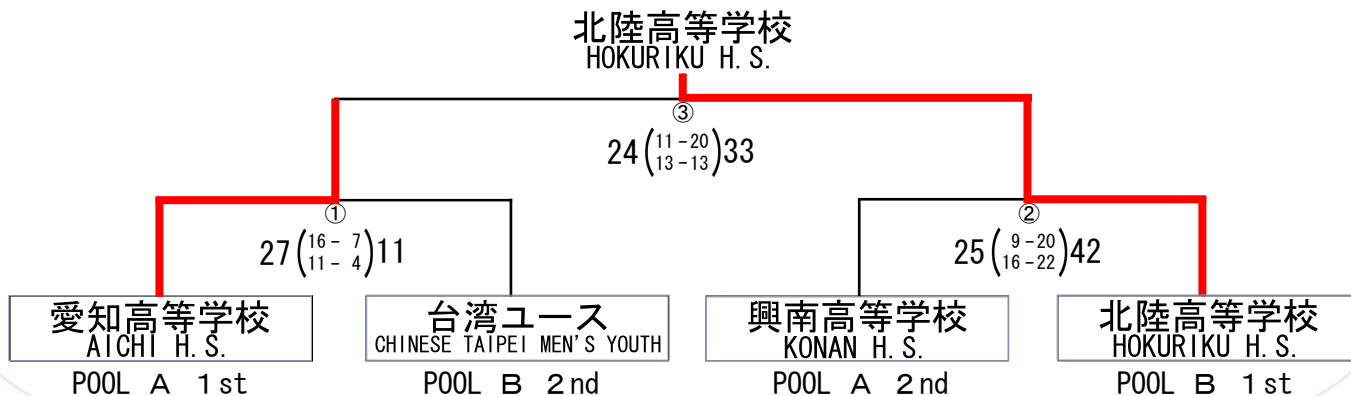 北陸高等学校
HOKURIKU H.S.
③
24(11-20 13-13)33
①
27(16- 7 11- 4)11
②
25( 9-20 16-22)42
愛知高等学校
AICHI H.S.
POOL A 1st
台湾ユース
CHINESE TAIPEI MEN'S YOUTH
POOL B 2nd
興南高等学校
KONAN H.S.
POOL A 2nd
北陸高等学校
HOKURIKU H.S.
POOL B 1st